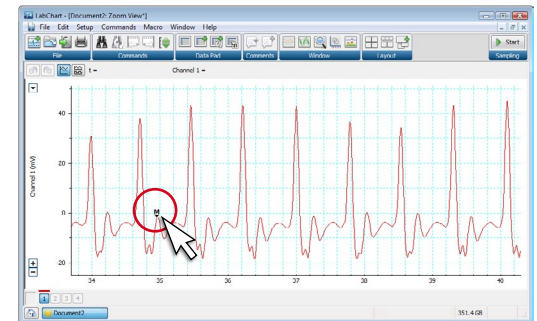 LabChart - [Document2: Zoom View*]
File Edit Setup Commands Macro Window Help
File Commands Data Pad Comments Window Layout Sampling
Start
t = Channel 1 =
Channel 1 (mV)
40
20
0
20
M
34 35 36 37 38 39 40
1 2 3 4
Document2 351.4 GB